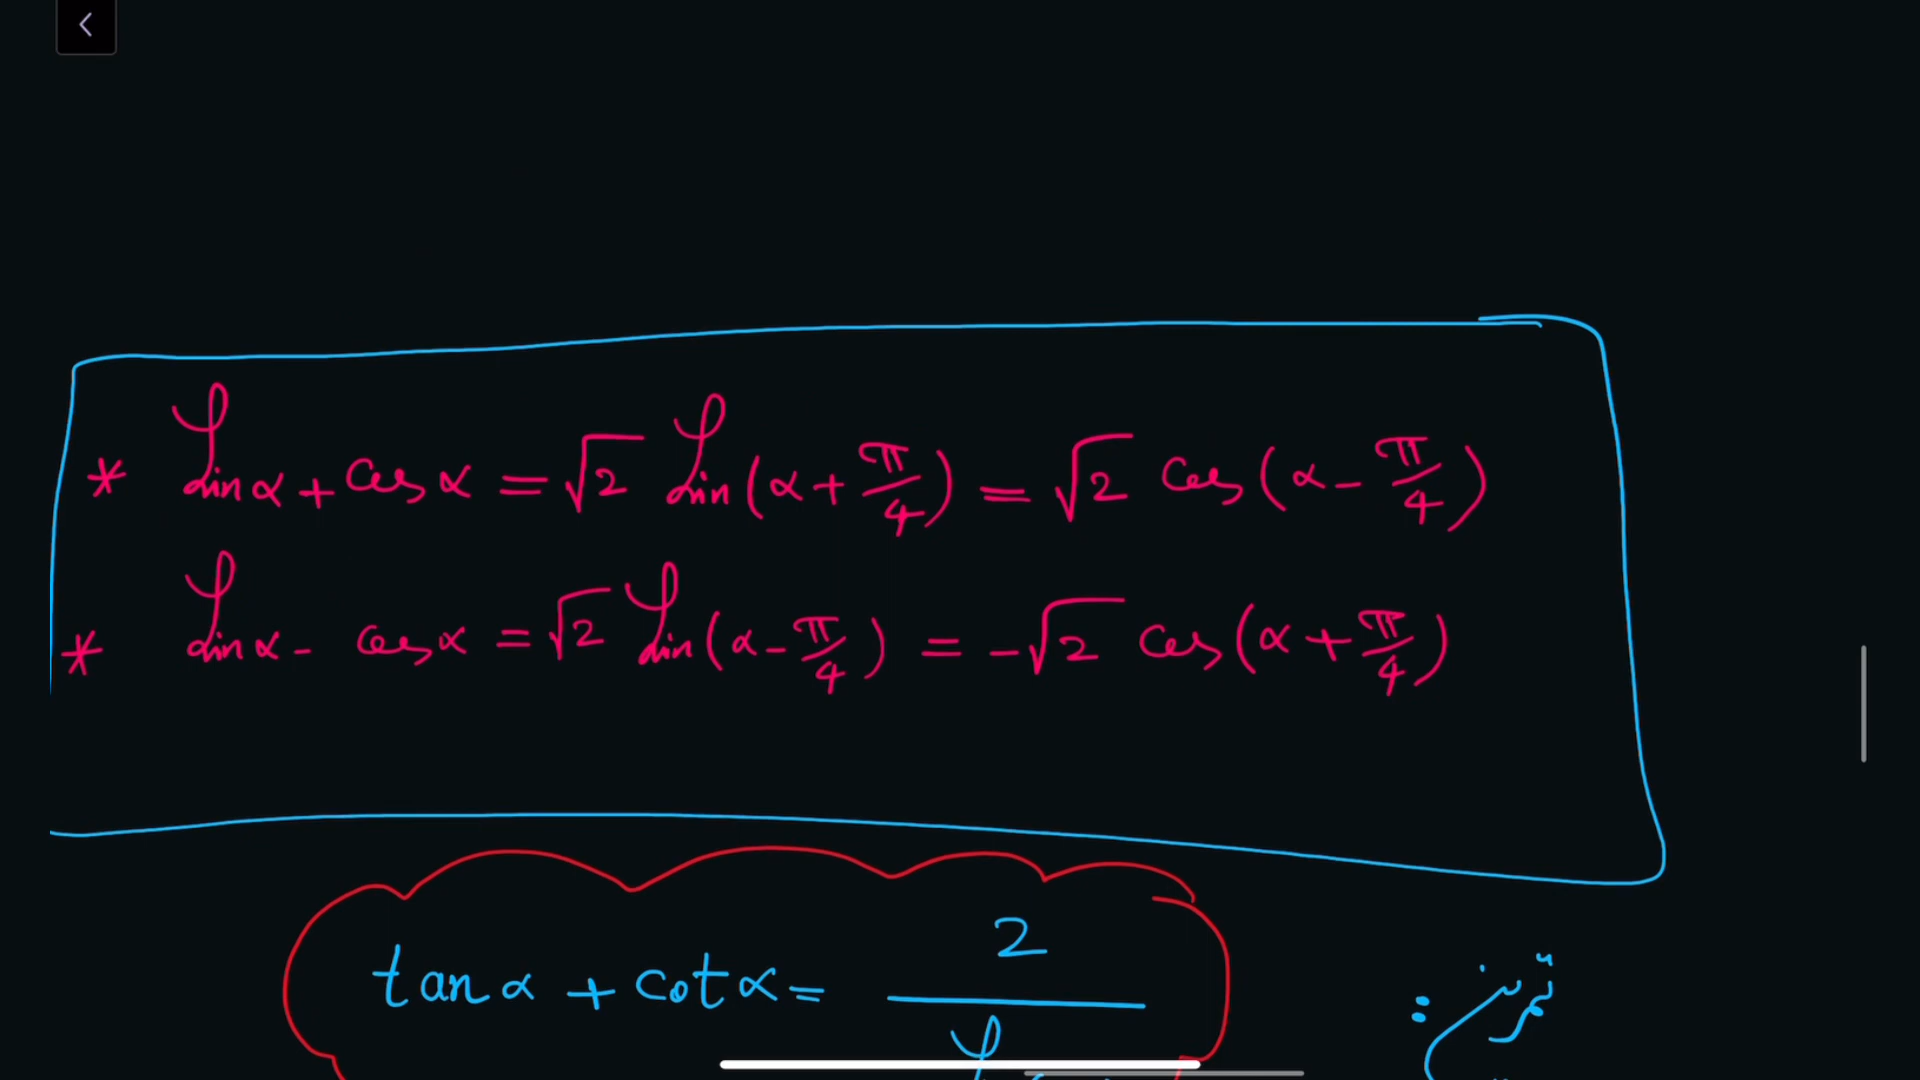 * sin α + cos α = √2 sin(α + π/4) = √2 cos(α - π/4)
* sin α - cos α = √2 sin(α - π/4) = -√2 cos(α + π/4)
tan α + cot α = 2
تمرین :